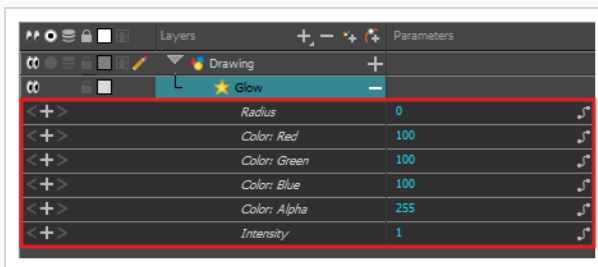 Layers Parameters
Drawing
Glow
Radius 0
Color: Red 100
Color: Green 100
Color: Blue 100
Color: Alpha 255
Intensity 1